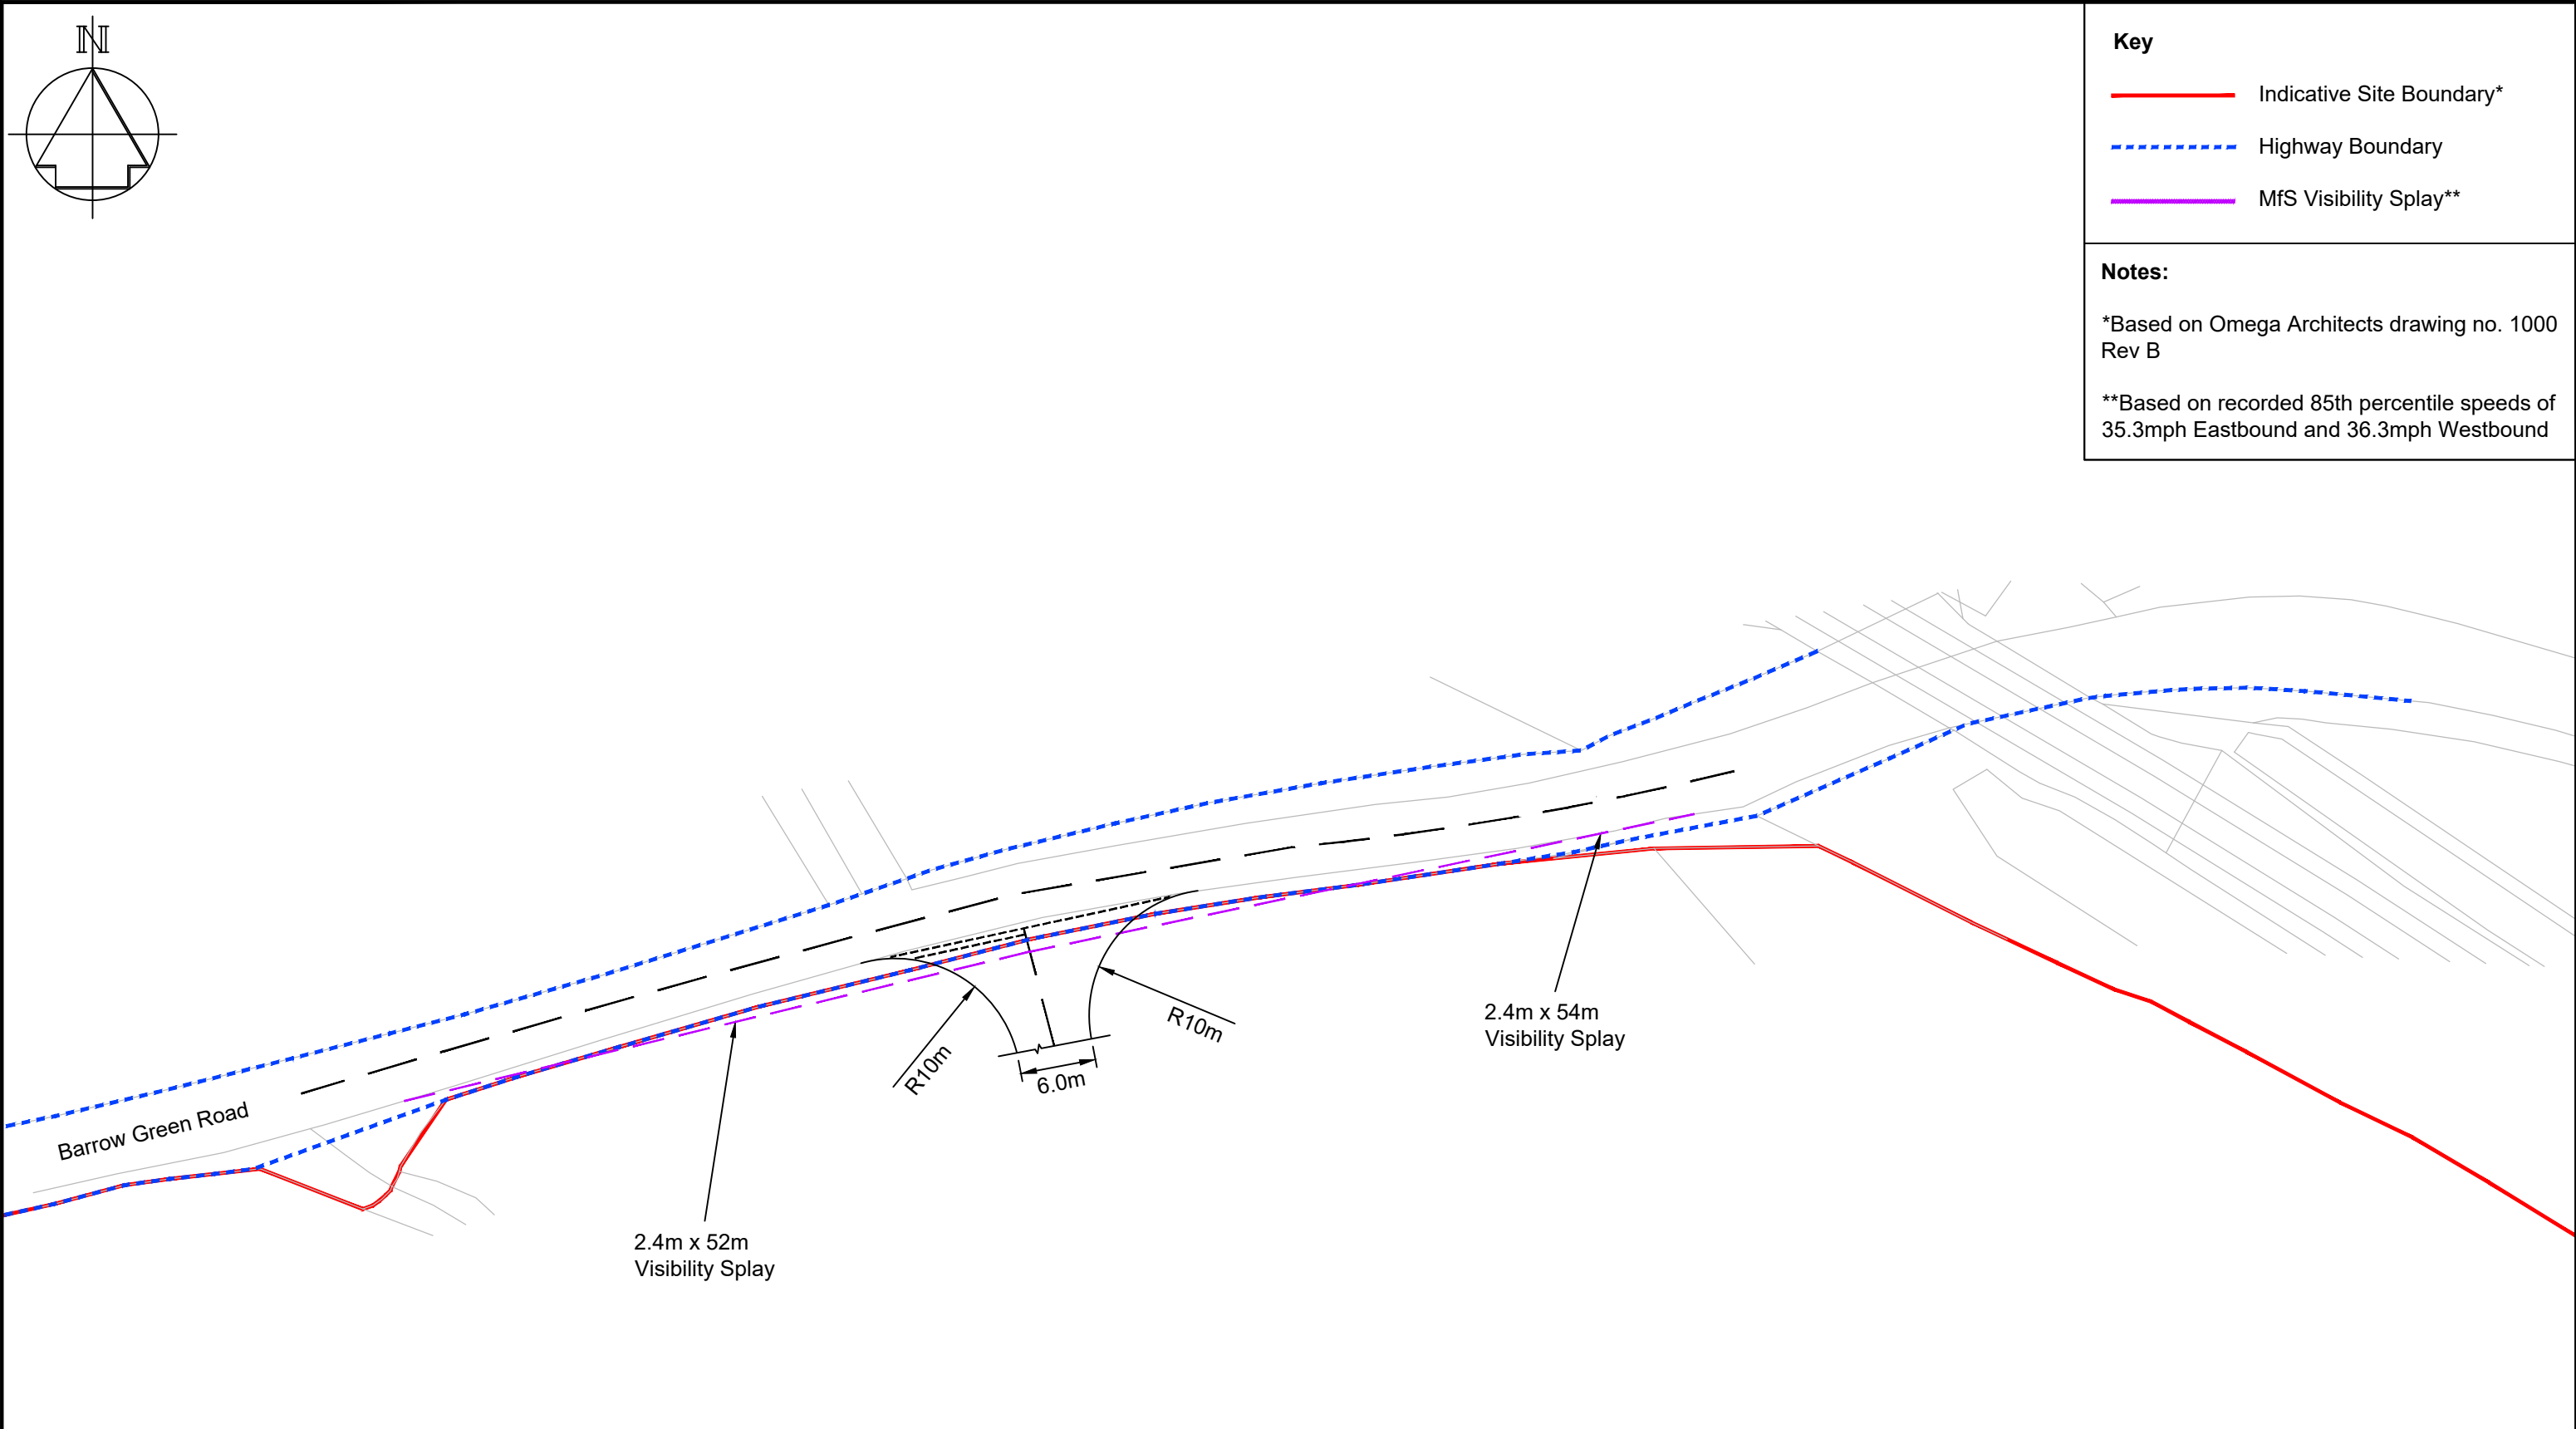 N
Key
Indicative Site Boundary*
Highway Boundary
MfS Visibility Splay**
Notes:
*Based on Omega Architects drawing no. 1000
Rev B
**Based on recorded 85th percentile speeds of
35.3mph Eastbound and 36.3mph Westbound
Barrow Green Road
R10m
6.0m
R10m
2.4m x 54m
Visibility Splay
2.4m x 52m
Visibility Splay